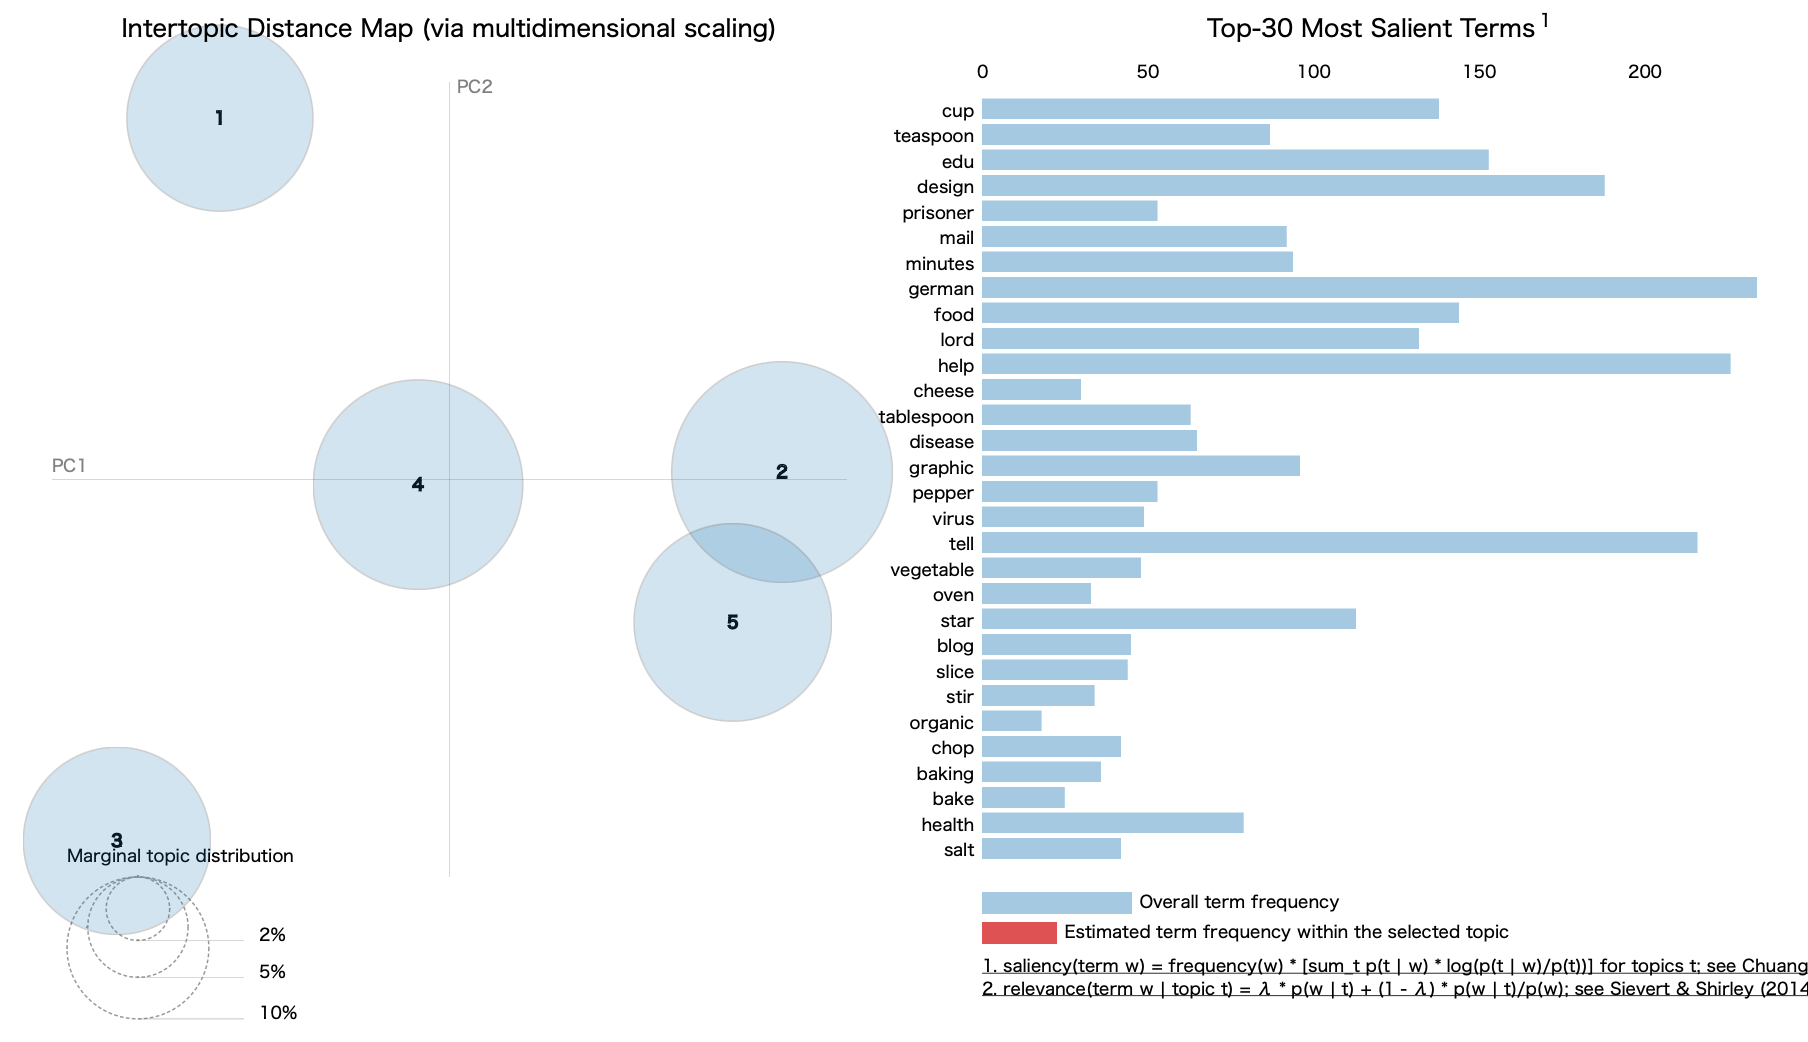 Intertopic Distance Map (via multidimensional scaling)
PC2
PC1
1
4
2
5
3
Marginal topic distribution
2%
5%
10%
Top-30 Most Salient Terms 1
0 50 100 150 200
cup
teaspoon
edu
design
prisoner
mail
minutes
german
food
lord
help
cheese
tablespoon
disease
graphic
pepper
virus
tell
vegetable
oven
star
blog
slice
stir
organic
chop
baking
bake
health
salt
Overall term frequency
Estimated term frequency within the selected topic
1. saliency(term w) = frequency(w) * [sum_t p(t | w) * log(p(t | w)/p(t))] for topics t; see Chuang
2. relevance(term w | topic t) = λ * p(w | t) + (1 - λ) * p(w | t)/p(w); see Sievert & Shirley (2014